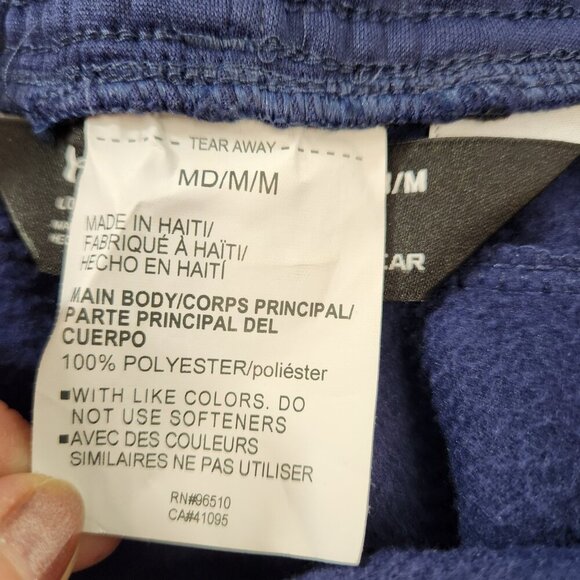 TEAR AWAY
MD/M/M
/M
EAR
MADE IN HAITI/
FABRIQUÉ À HAÏTI/
HECHO EN HAITÍ
MAIN BODY/CORPS PRINCIPAL/
PARTE PRINCIPAL DEL
CUERPO
100% POLYESTER/poliéster
■WITH LIKE COLORS. DO
NOT USE SOFTENERS
■AVEC DES COULEURS
SIMILAIRES NE PAS UTILISER
RN#96510
CA#41095